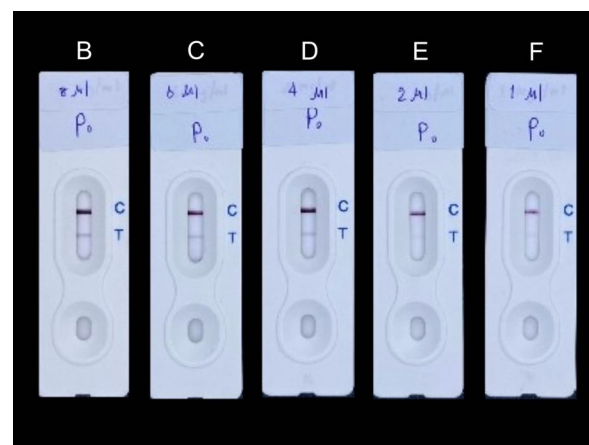 B C D E F
8 µl 6 µl 4 µl 2 µl 1 µl
P₀ P₀ P₀ P₀ P₀
C C C C C
T T T T T